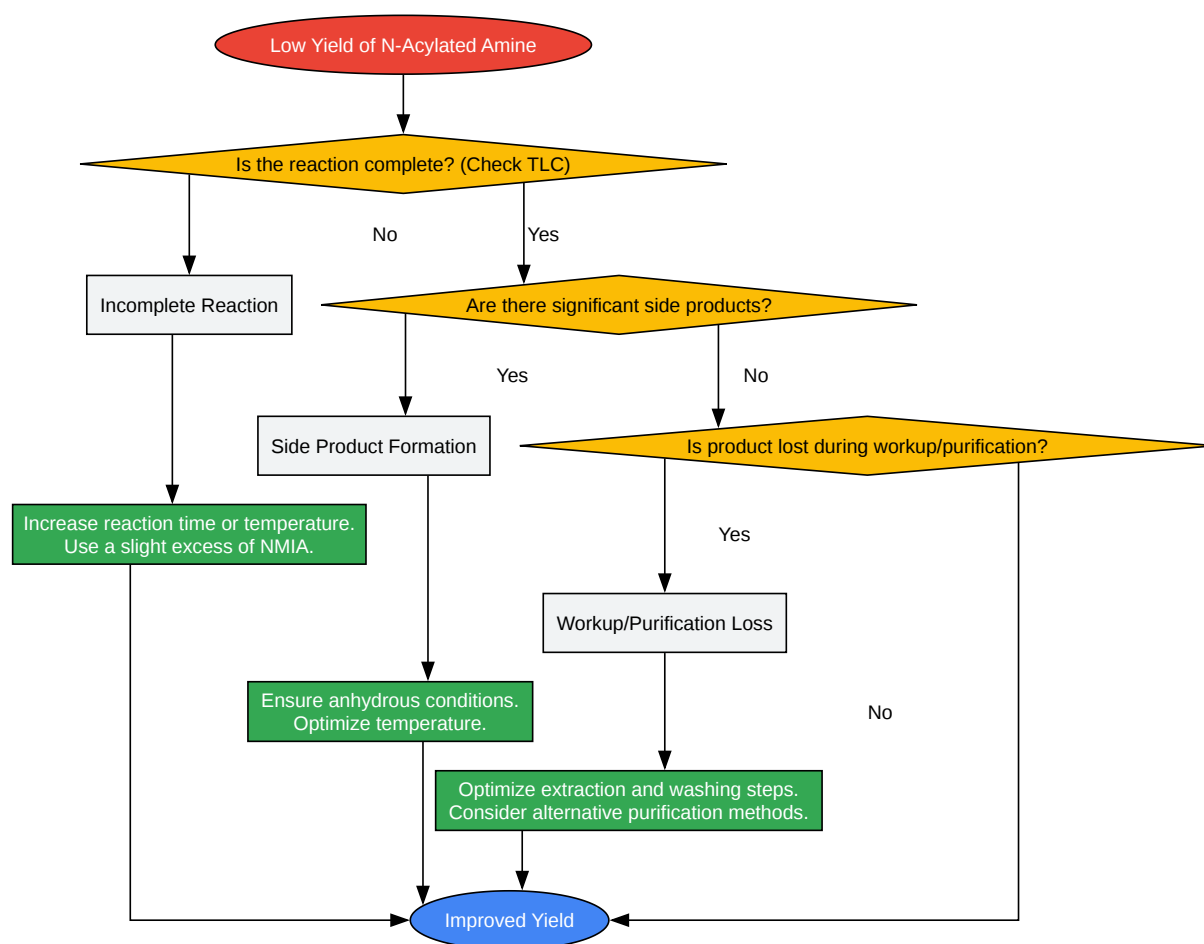 Low Yield of N-Acylated Amine
Is the reaction complete? (Check TLC)
No
Yes
Incomplete Reaction
Are there significant side products?
Yes
No
Side Product Formation
Is product lost during workup/purification?
Increase reaction time or temperature.
Use a slight excess of NMIA.
Yes
Workup/Purification Loss
Ensure anhydrous conditions.
Optimize temperature.
No
Optimize extraction and washing steps.
Consider alternative purification methods.
Improved Yield